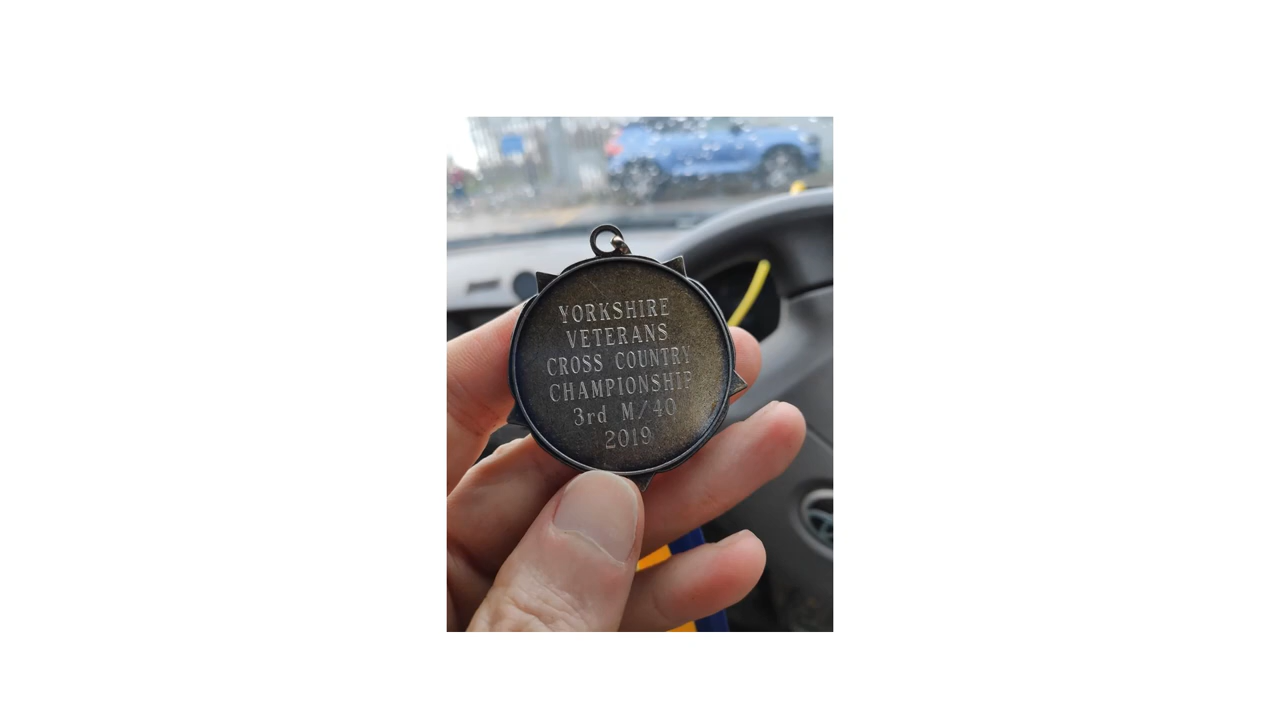 YORKSHIRE
VETERANS
CROSS COUNTRY
CHAMPIONSHIP
3rd M/40
2019